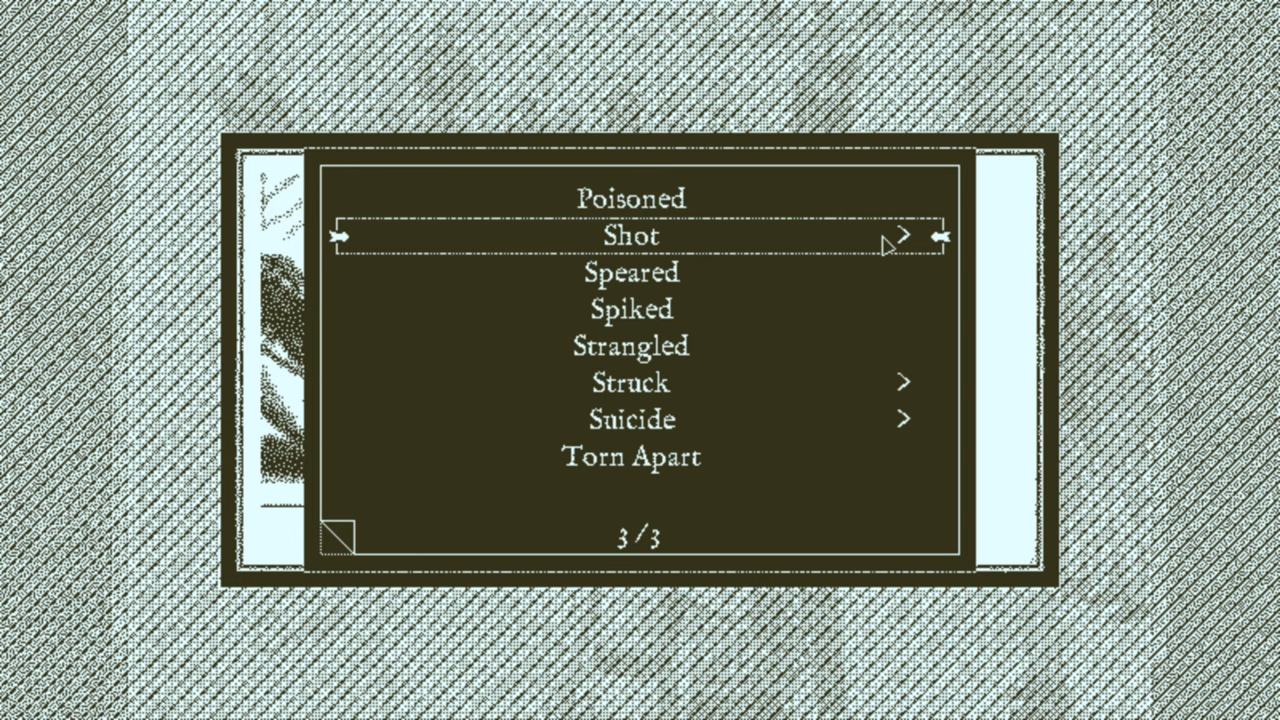 Poisoned
Shot >
Speared
Spiked
Strangled
Struck >
Suicide >
Torn Apart
3/3